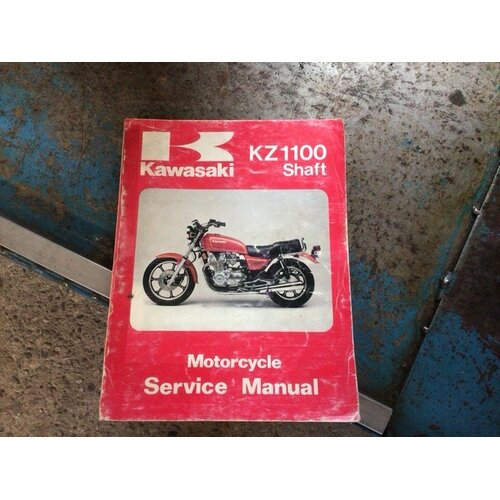 Kawasaki
KZ1100
Shaft
Motorcycle
Service Manual